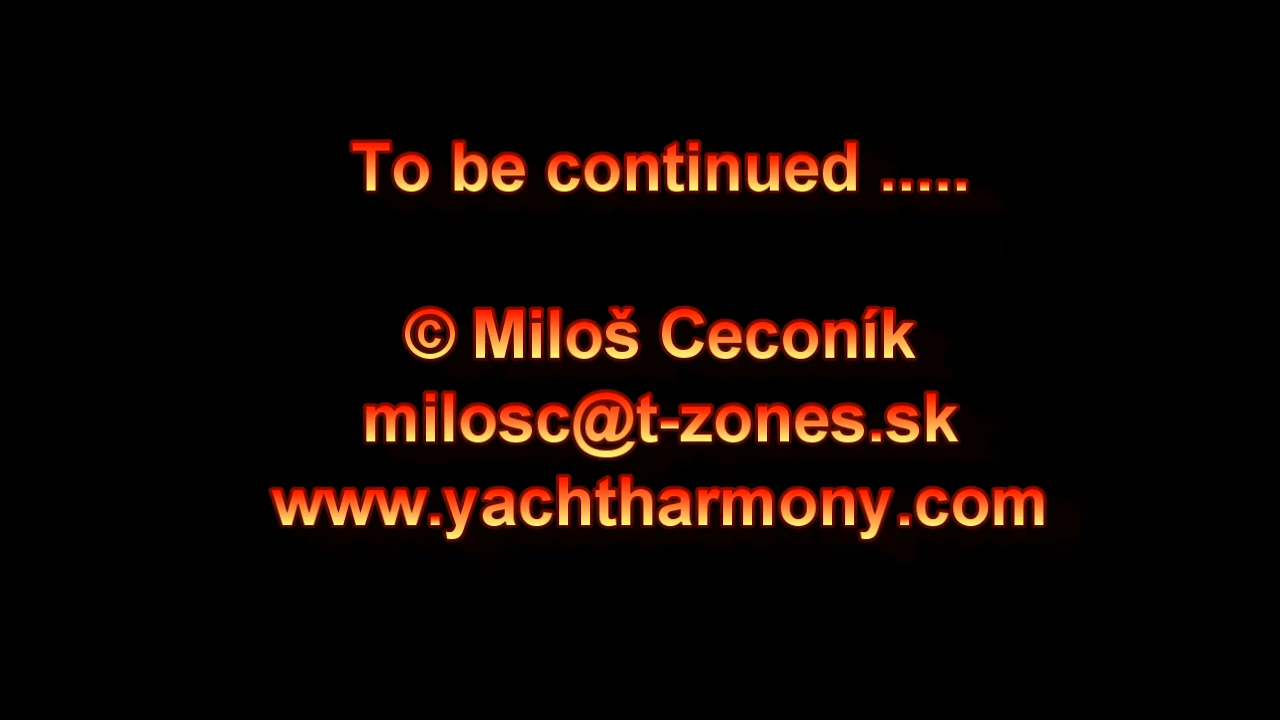 To be continued .....
© Miloš Ceconík
milosc@t-zones.sk
www.yachtharmony.com